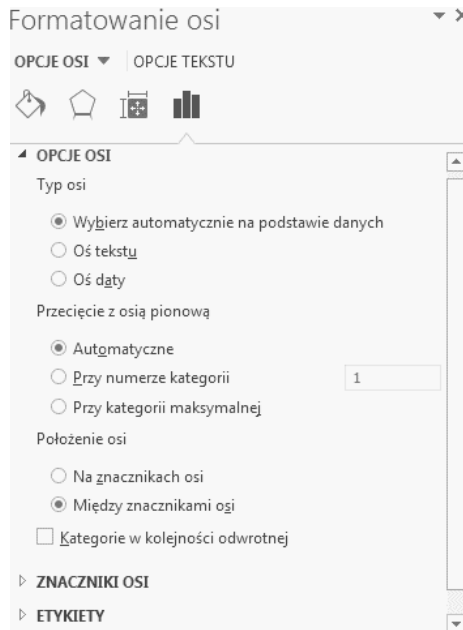 Formatowanie osi
OPCJE OSI OPCJE TEKSTU
OPCJE OSI
Typ osi
Wybierz automatycznie na podstawie danych
Oś tekstu
Oś daty
Przecięcie z osią pionową
Automatyczne
Przy numerze kategorii 1
Przy kategorii maksymalnej
Położenie osi
Na znacznikach osi
Między znacznikami osi
Kategorie w kolejności odwrotnej
ZNACZNIKI OSI
ETYKIETY